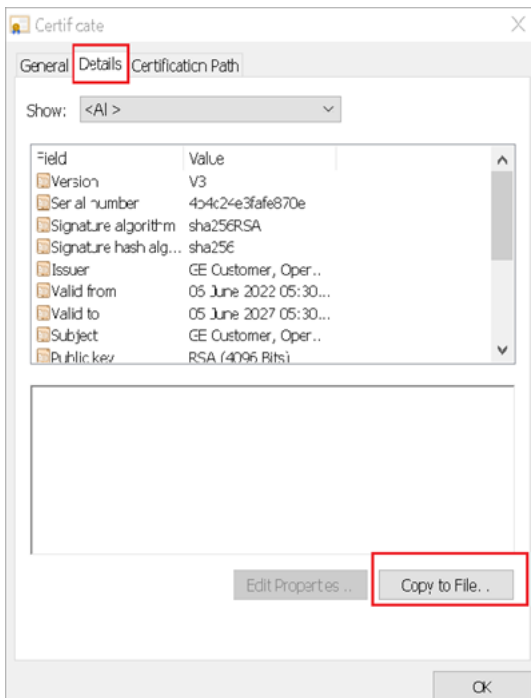 Certificate
General Details Certification Path
Show: <All>
Field Value
Version V3
Serial number 4b4c24e3fafe870e
Signature algorithm sha256RSA
Signature hash alg... sha256
Issuer GE Customer, Oper...
Valid from 06 June 2022 05:30...
Valid to 05 June 2027 05:30...
Subject GE Customer, Oper...
Public key RSA (4096 Bits)
Edit Properties...
Copy to File...
OK